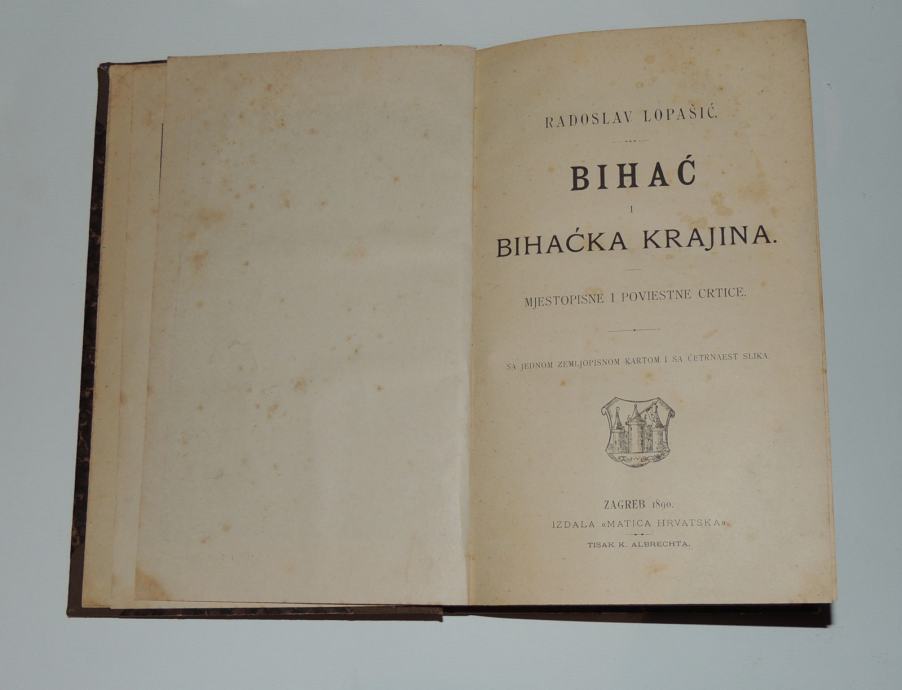 RADOSLAV LOPAŠIĆ.
BIHAĆ
I
BIHAĆKA KRAJINA.
MJESTOPISNE I POVIESTNE CRTICE.
SA JEDNOM ZEMLJOPISNOM KARTOM I SA ČETRNAEST SLIKA
ZAGREB 1890.
IZDALA «MATICA HRVATSKA».
TISAK K. ALBRECHTA.